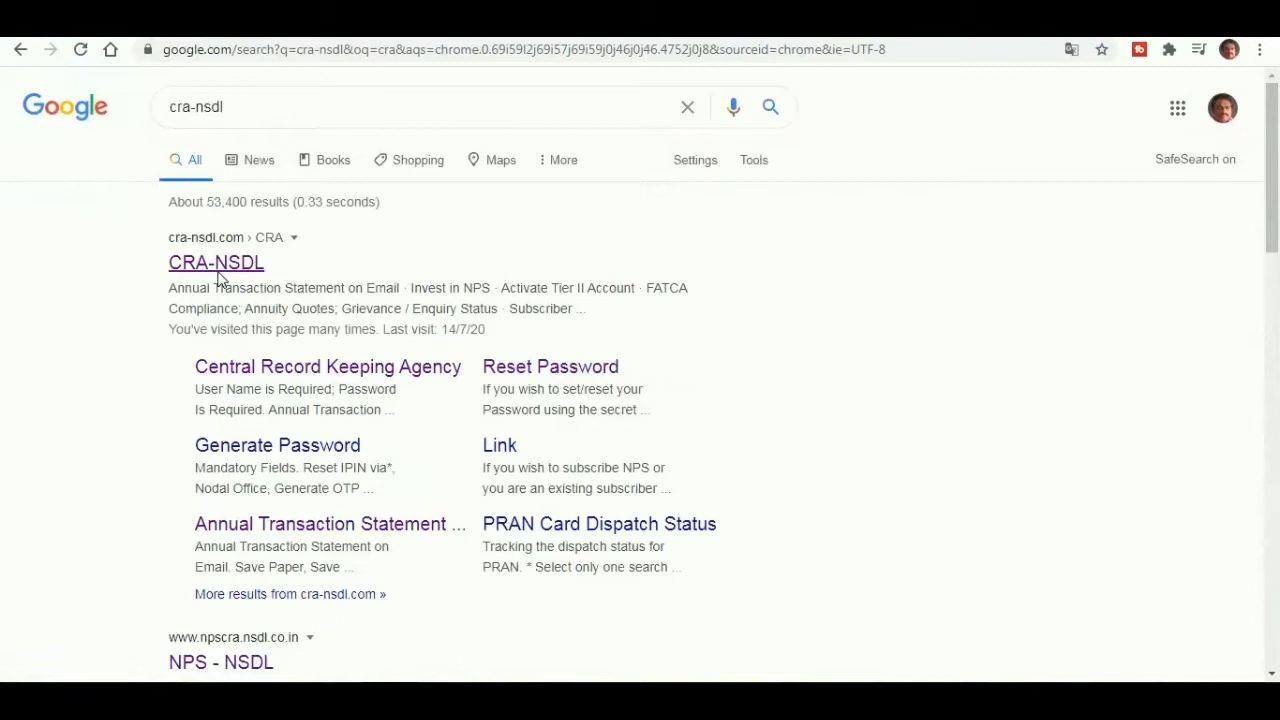 google.com/search?q=cra-nsdl&oq=cra&aqs=chrome.0.69i59l2j69i57j69i59j0j46j0j46.4752j0j8&sourceid=chrome&ie=UTF-8
Google
cra-nsdl
All News Books Shopping Maps More Settings Tools SafeSearch on
About 53,400 results (0.33 seconds)
cra-nsdl.com › CRA
CRA-NSDL
Annual Transaction Statement on Email · Invest in NPS · Activate Tier II Account · FATCA
Compliance; Annuity Quotes; Grievance / Enquiry Status · Subscriber ...
You've visited this page many times. Last visit: 14/7/20
Central Record Keeping Agency
User Name is Required; Password
Is Required. Annual Transaction ...
Reset Password
If you wish to set/reset your
Password using the secret ...
Generate Password
Mandatory Fields. Reset IPIN via*,
Nodal Office, Generate OTP ...
Link
If you wish to subscribe NPS or
you are an existing subscriber ...
Annual Transaction Statement ...
Annual Transaction Statement on
Email. Save Paper, Save ...
PRAN Card Dispatch Status
Tracking the dispatch status for
PRAN. * Select only one search ...
More results from cra-nsdl.com »
www.npscra.nsdl.co.in
NPS - NSDL